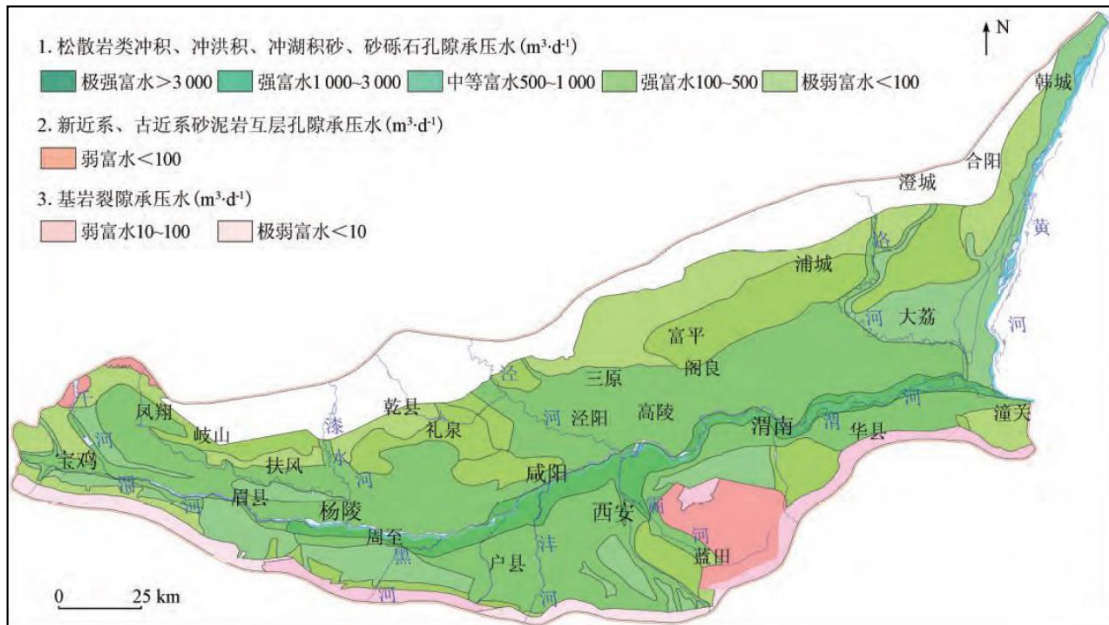 1. 松散岩类冲积、冲洪积、冲湖积砂、砂砾石孔隙承压水(m³·d⁻¹)
极强富水>3 000 强富水1 000~3 000 中等富水500~1 000 强富水100~500 极弱富水<100
2. 新近系、古近系砂泥岩互层孔隙承压水(m³·d⁻¹)
弱富水<100
3. 基岩裂隙承压水(m³·d⁻¹)
弱富水10~100 极弱富水<10
N
韩城
合阳
澄城
黄
河
洛
河
蒲城
大荔
富平
阎良
三原
泾
河
泾阳
高陵
乾县
礼泉
漆
水
河
凤翔
岐山
扶风
千
河
宝鸡
渭
河
眉县
杨陵
周至
黑
河
咸阳
户县
沣
河
西安
灞
河
蓝田
渭南
渭
河
华县
潼关
0 25 km